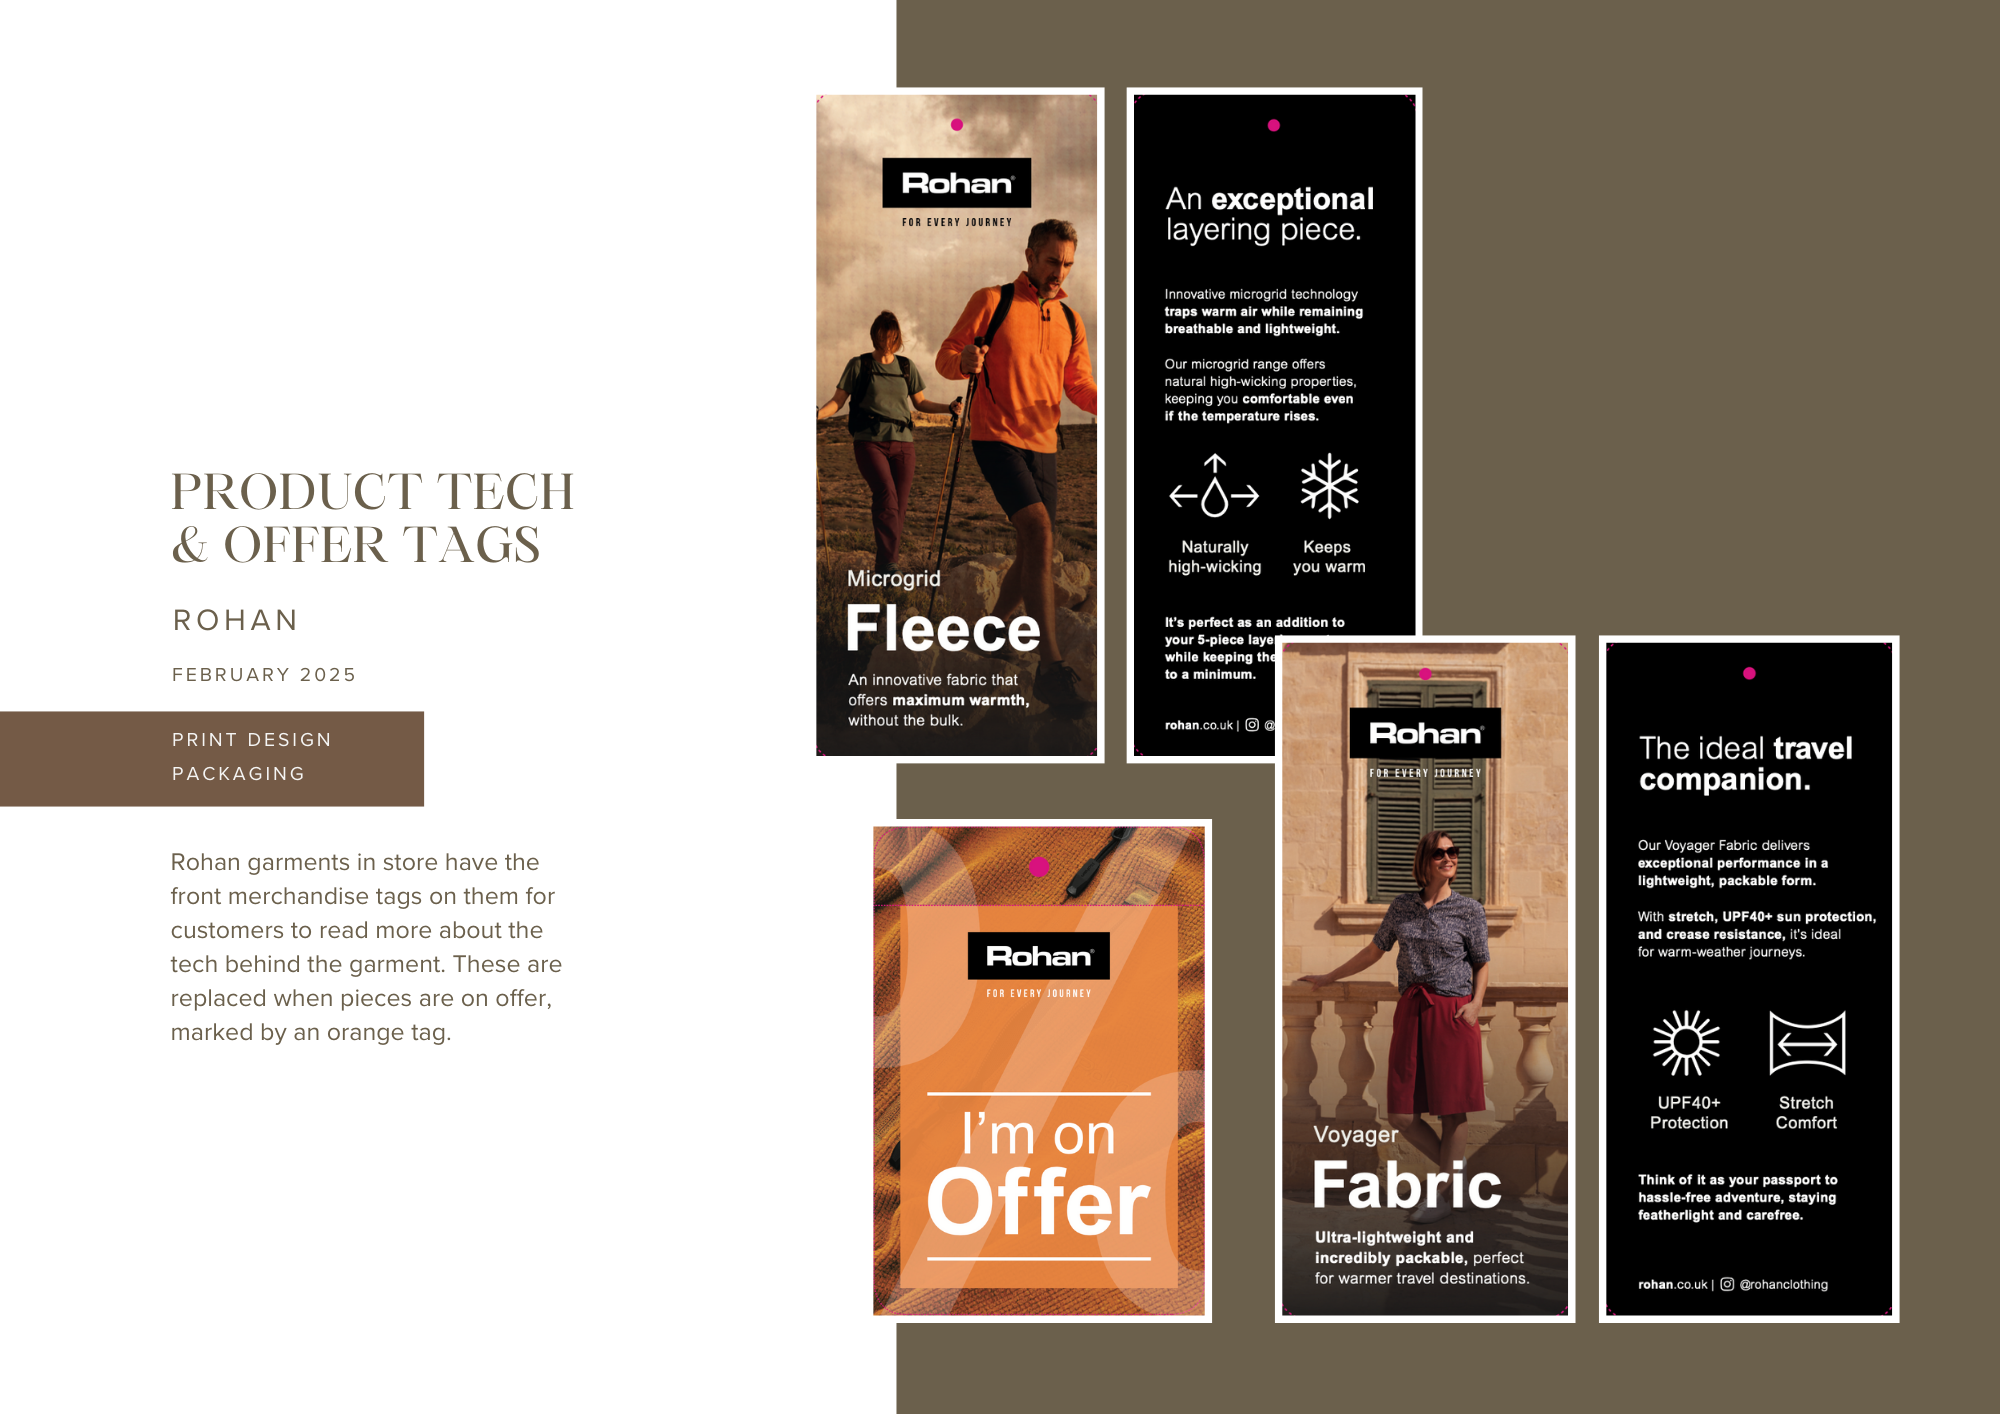 PRODUCT TECH
& OFFER TAGS
ROHAN
FEBRUARY 2025
PRINT DESIGN
PACKAGING
Rohan garments in store have the
front merchandise tags on them for
customers to read more about the
tech behind the garment. These are
replaced when pieces are on offer,
marked by an orange tag.
Rohan®
FOR EVERY JOURNEY
Microgrid
Fleece
An innovative fabric that
offers maximum warmth,
without the bulk.
An exceptional
layering piece.
Innovative microgrid technology
traps warm air while remaining
breathable and lightweight.
Our microgrid range offers
natural high-wicking properties,
keeping you comfortable even
if the temperature rises.
Naturally
high-wicking
Keeps
you warm
It's perfect as an addition to
your 5-piece
while keeping the
to a minimum.
rohan.co.uk | @
%
Rohan®
FOR EVERY JOURNEY
I'm on
Offer
Rohan®
FOR EVERY JOURNEY
Voyager
Fabric
Ultra-lightweight and
incredibly packable, perfect
for warmer travel destinations.
The ideal travel
companion.
Our Voyager Fabric delivers
exceptional performance in a
lightweight, packable form.
With stretch, UPF40+ sun protection,
and crease resistance, it's ideal
for warm-weather journeys.
UPF40+
Protection
Stretch
Comfort
Think of it as your passport to
hassle-free adventure, staying
featherlight and carefree.
rohan.co.uk | @rohanclothing